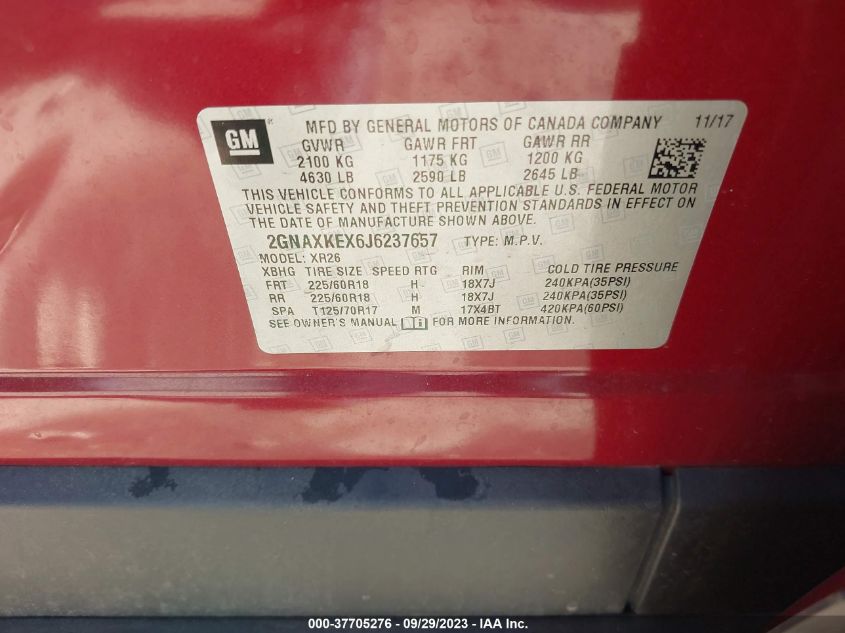 GM ® MFD BY GENERAL MOTORS OF CANADA COMPANY 11/17
GVWR GAWR FRT GAWR RR
2100 KG 1175 KG 1200 KG
4630 LB 2590 LB 2645 LB
THIS VEHICLE CONFORMS TO ALL APPLICABLE U.S. FEDERAL MOTOR
VEHICLE SAFETY AND THEFT PREVENTION STANDARDS IN EFFECT ON
THE DATE OF MANUFACTURE SHOWN ABOVE.
2GNAXKEX6J6237657 TYPE: M.P.V.
MODEL: XR26
XBHG TIRE SIZE SPEED RTG RIM COLD TIRE PRESSURE
FRT 225/60R18 H 18X7J 240KPA(35PSI)
RR 225/60R18 H 18X7J 240KPA(35PSI)
SPA T125/70R17 M 17X4BT 420KPA(60PSI)
SEE OWNER'S MANUAL FOR MORE INFORMATION.
000-37705276 - 09/29/2023 - IAA Inc.